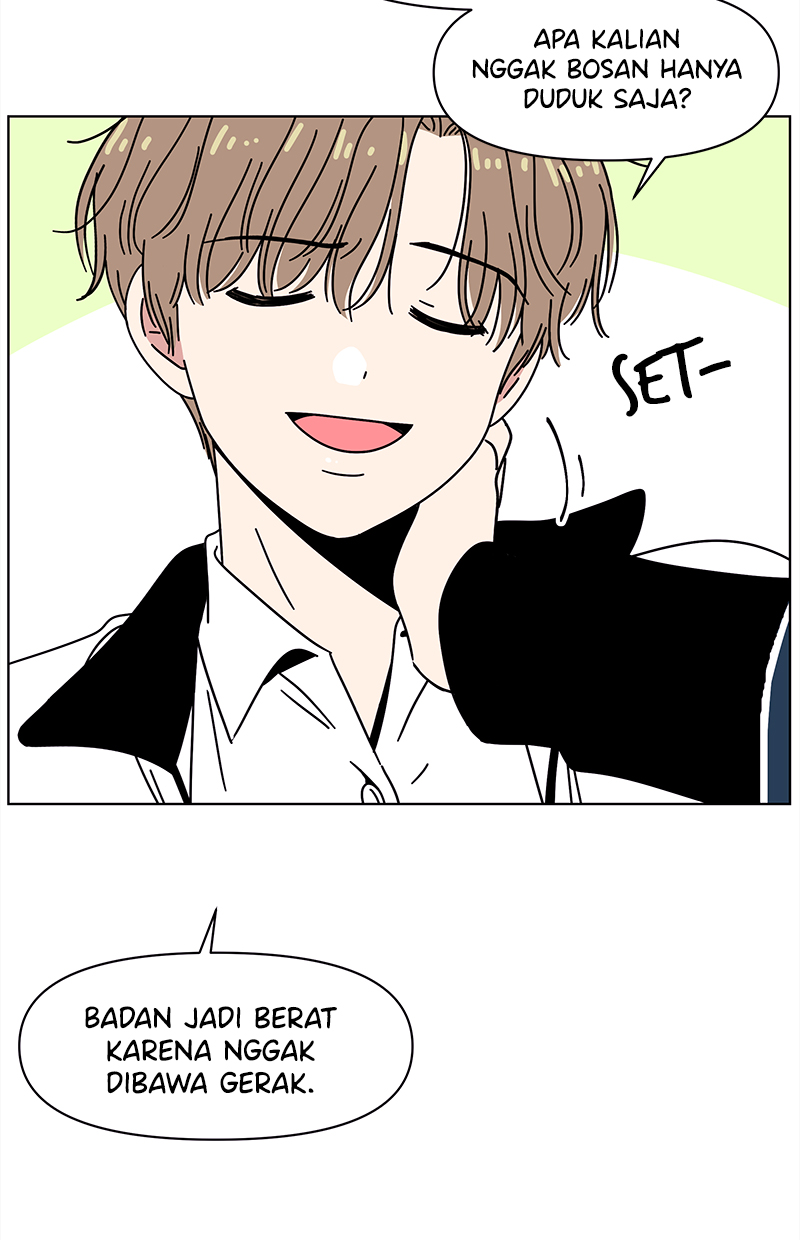 APA KALIAN
NGGAK BOSAN HANYA
DUDUK SAJA?
SET-
BADAN JADI BERAT
KARENA NGGAK
DIBAWA GERAK.